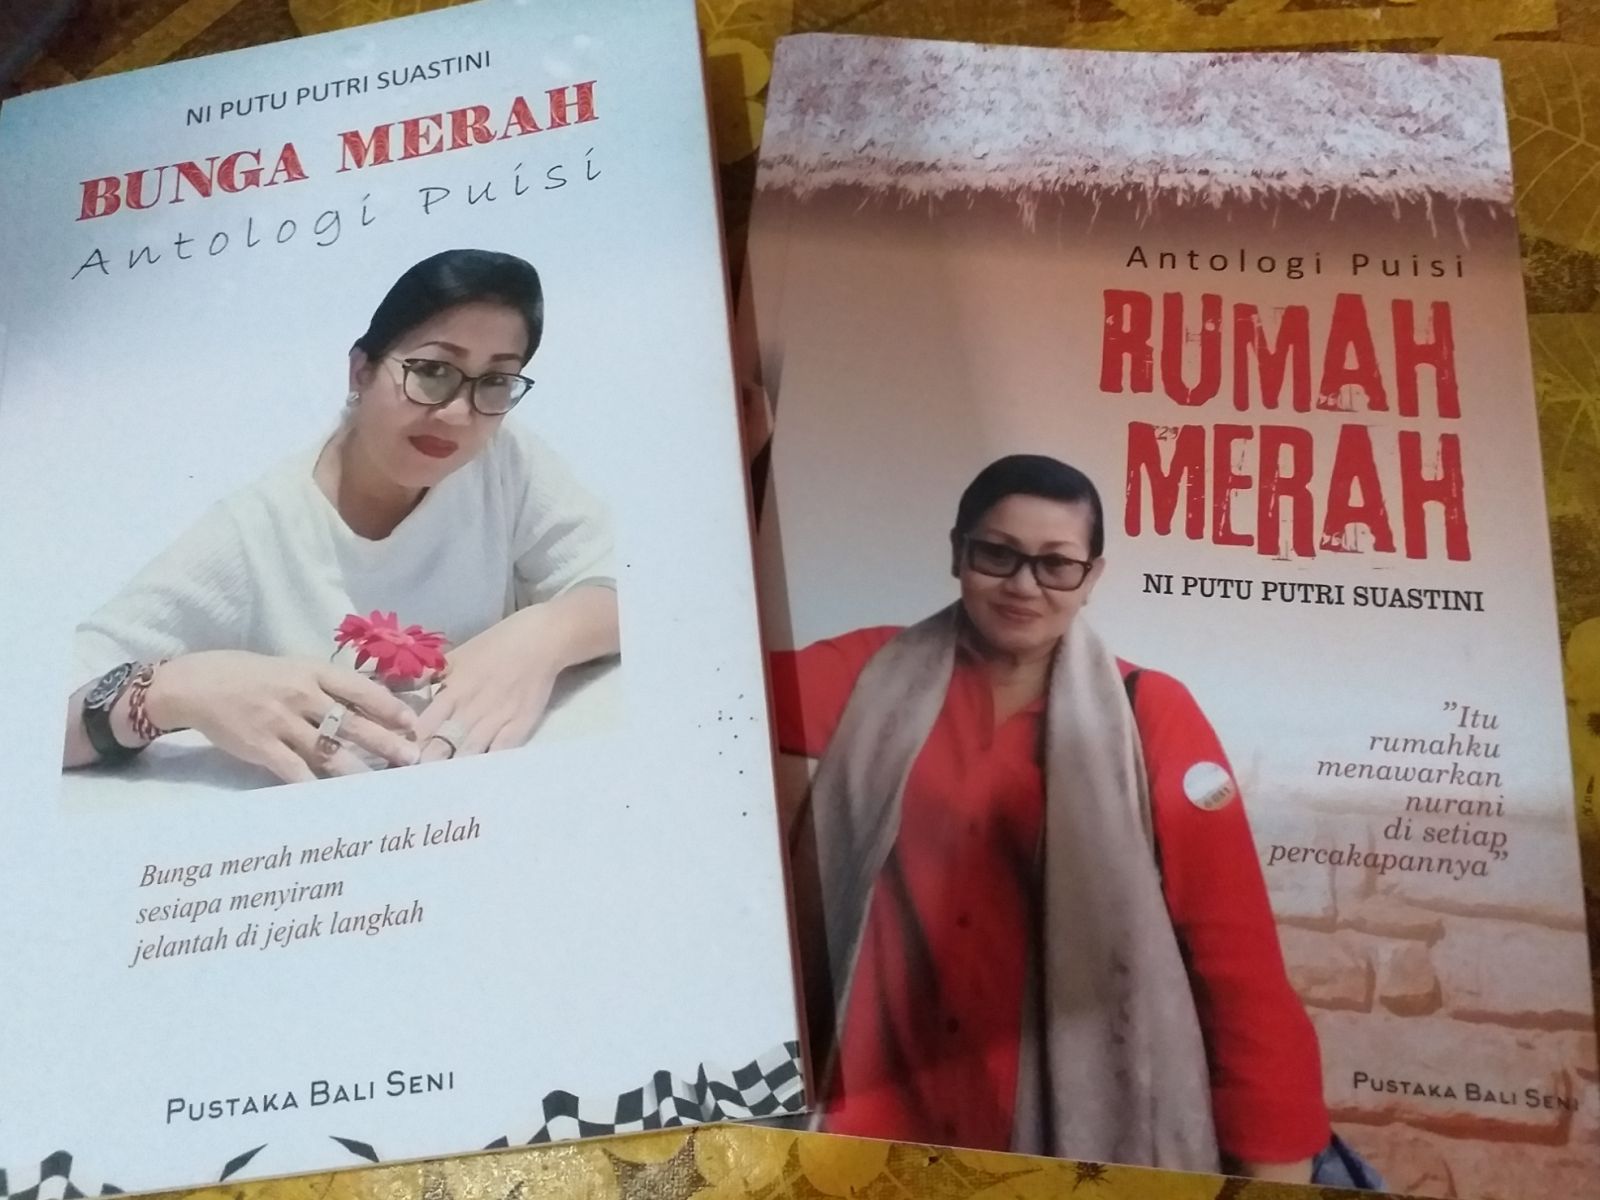 NI PUTU PUTRI SUASTINI
BUNGA MERAH
Antologi Puisi
Bunga merah mekar tak lelah
sesiapa menyiram
jelantah di jejak langkah
PUSTAKA BALI SENI
Antologi Puisi
RUMAH
MERAH
NI PUTU PUTRI SUASTINI
"Itu
rumahku
menawarkan
nurani
di setiap
percakapannya"
PUSTAKA BALI SENI